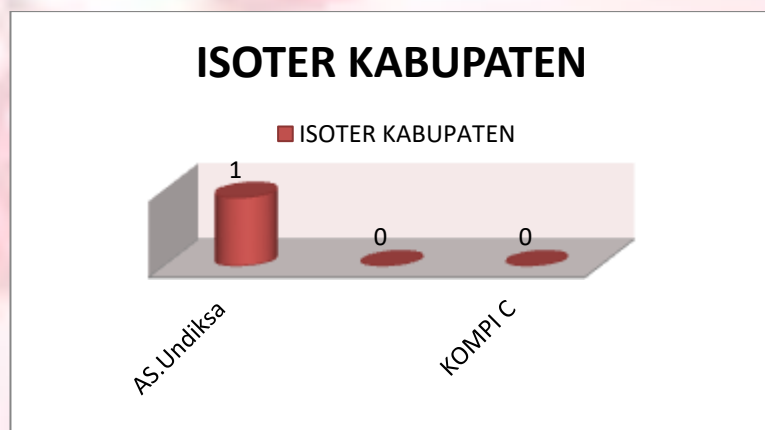 ISOTER KABUPATEN
ISOTER KABUPATEN
1
0
0
AS.Undiksa
KOMPI C